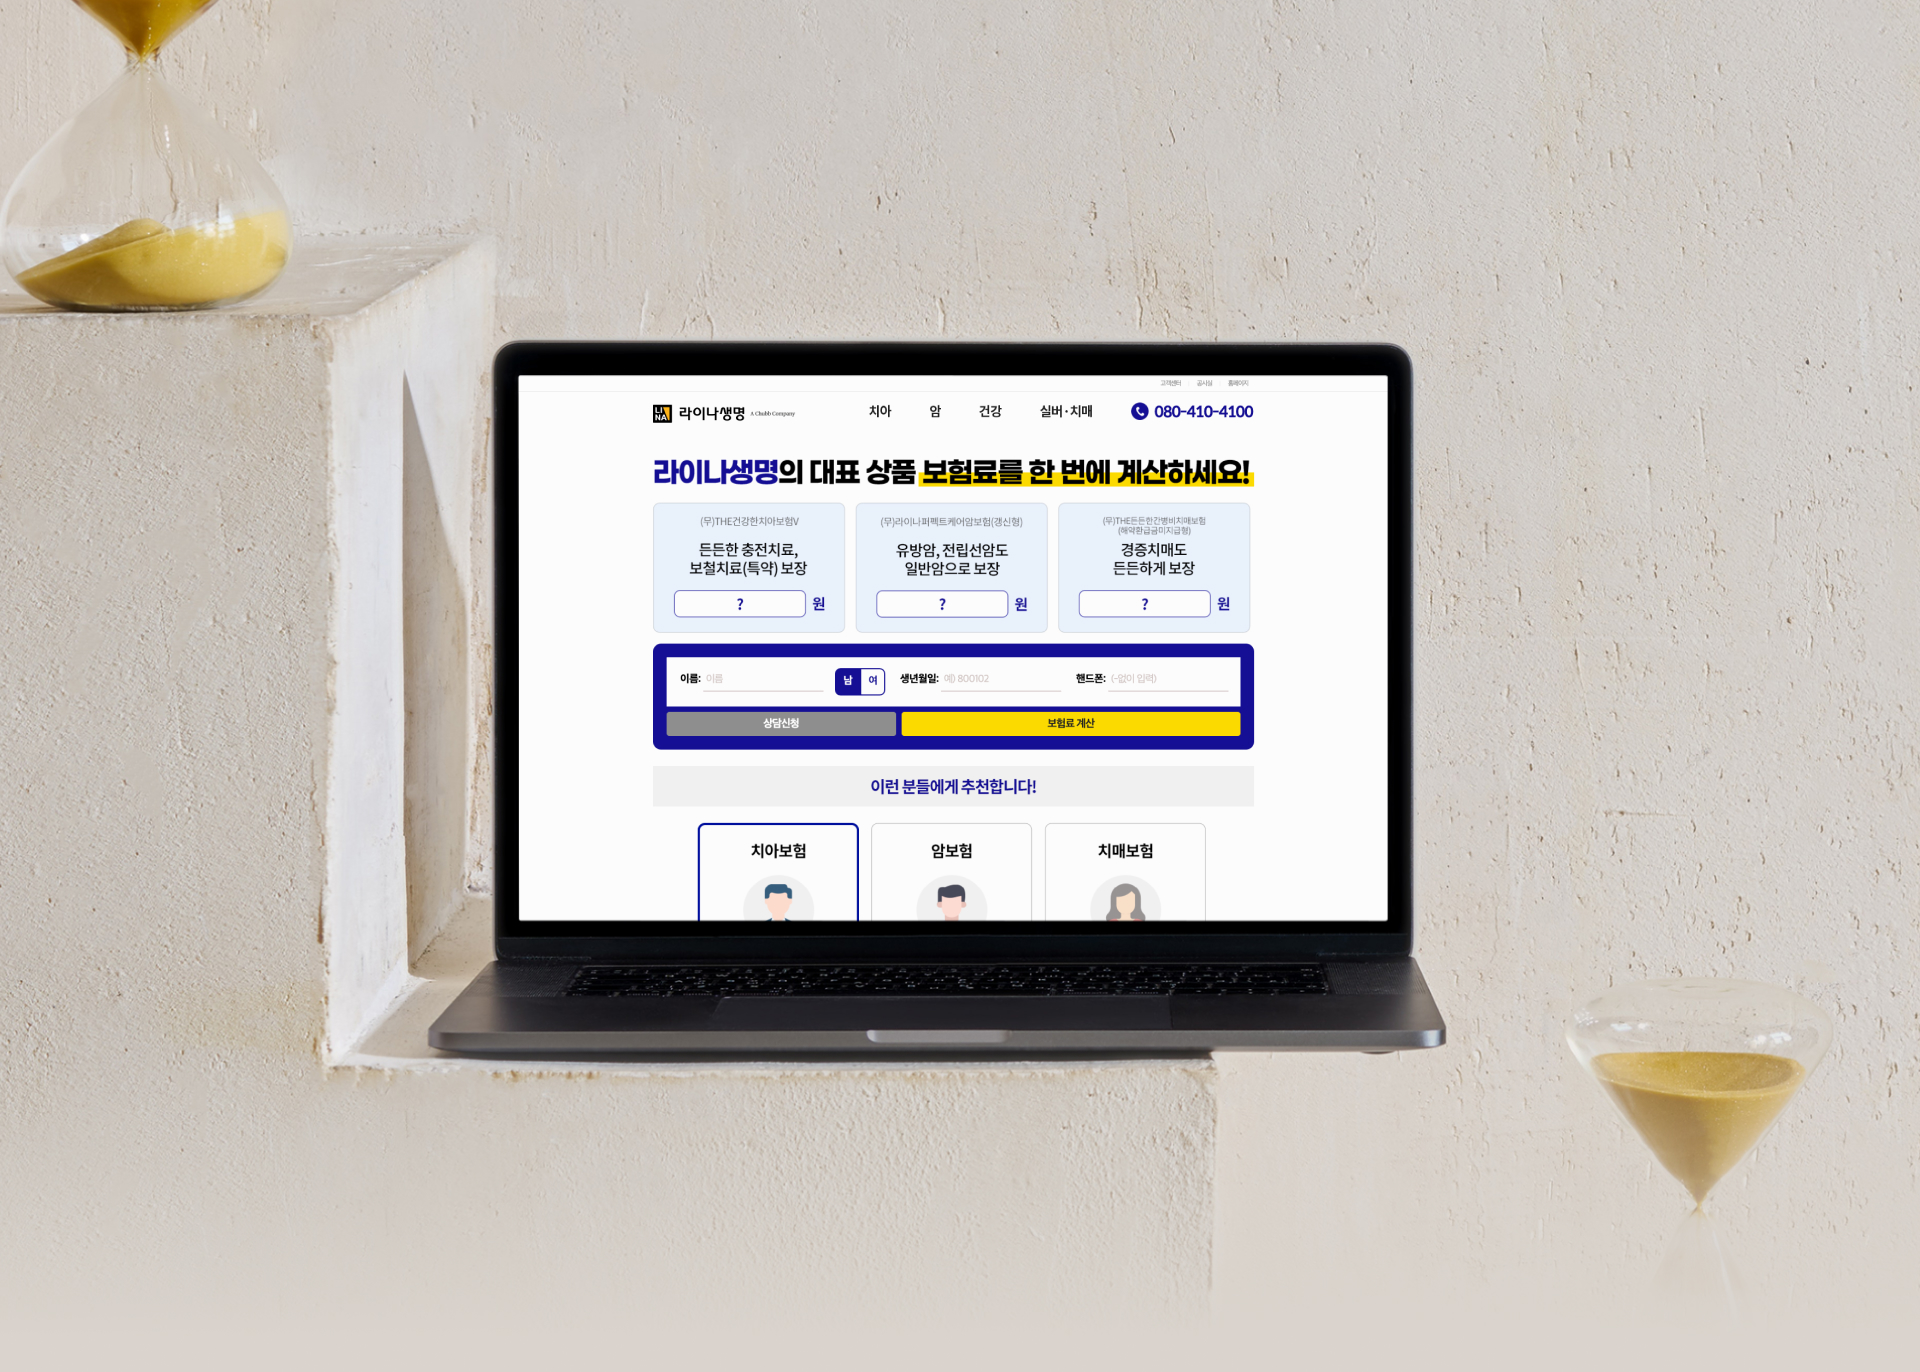 고객센터 공시실 홈페이지
LI
NA
라이나생명 A Chubb Company 치아 암 건강 실버·치매 080-410-4100
라이나생명의 대표 상품 보험료를 한 번에 계산하세요!
(무)THE건강한치아보험V
든든한 충전치료,
보철치료(특약) 보장
? 원
(무)라이나퍼펙트케어암보험(갱신형)
유방암, 전립선암도
일반암으로 보장
? 원
(무)THE든든한간병비치매보험
(해약환급금미지급형)
경증치매도
든든하게 보장
? 원
이름: 이름 남 여 생년월일: 예) 800102 핸드폰: (-없이 입력)
상담신청 보험료 계산
이런 분들에게 추천합니다!
치아보험 암보험 치매보험